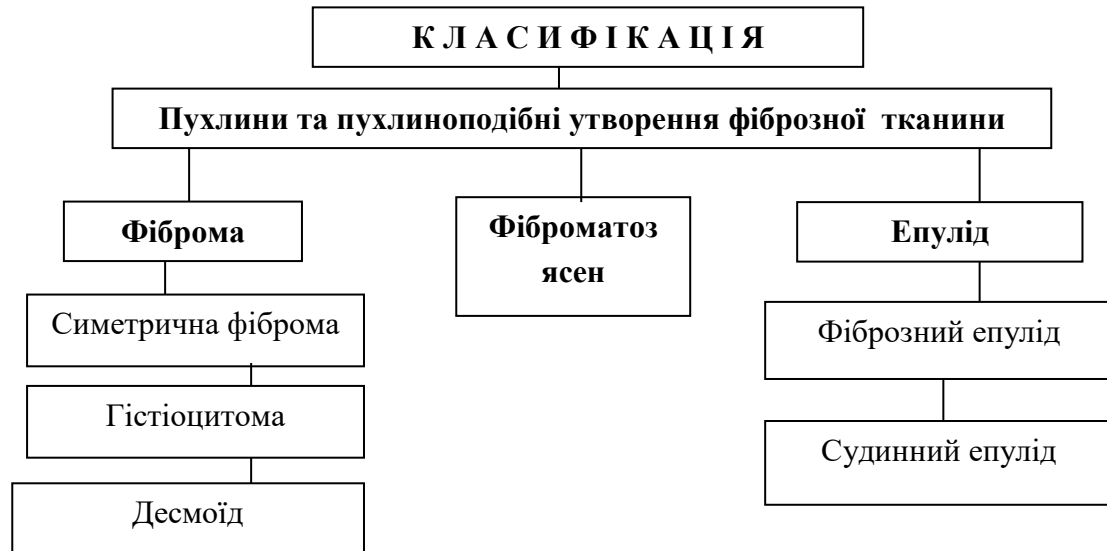 К Л А С И Ф І К А Ц І Я
Пухлини та пухлиноподібні утворення фіброзної тканини
Фіброма
Симетрична фіброма
Гістіоцитома
Десмоїд
Фіброматоз
ясен
Епулід
Фіброзний епулід
Судинний епулід